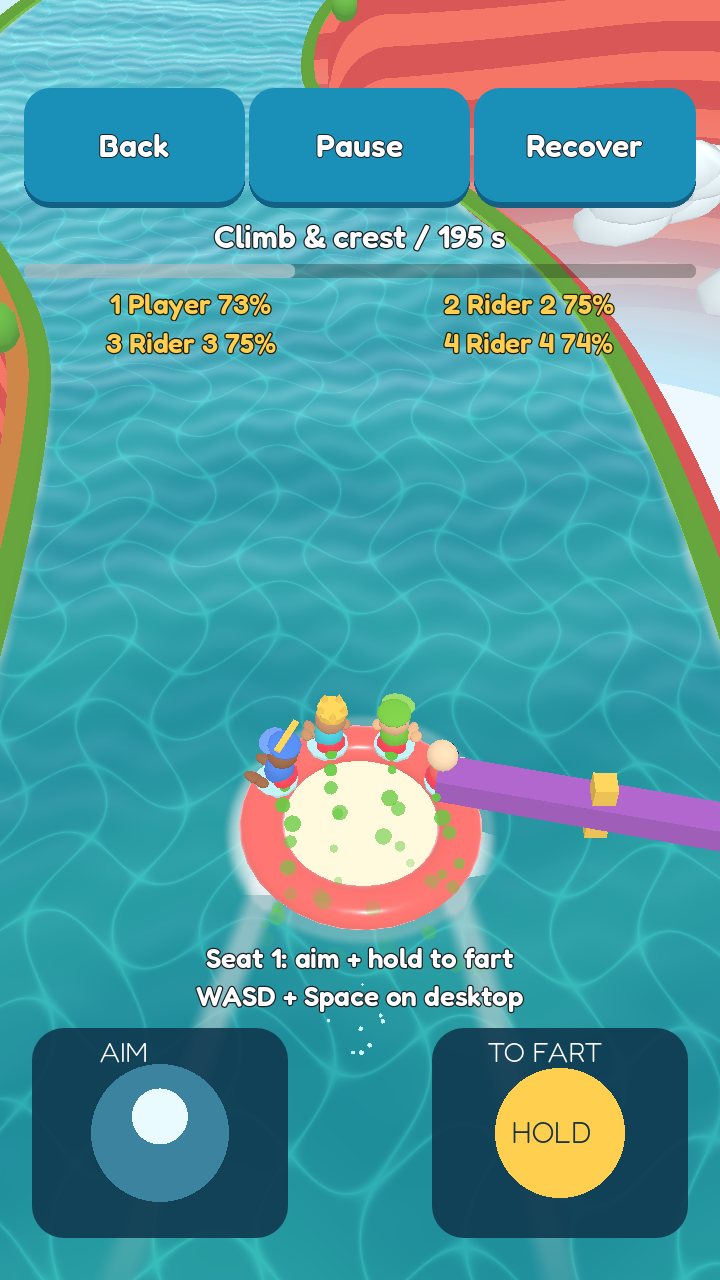 Back Pause Recover
Climb & crest / 195 s
1 Player 73% 2 Rider 2 75%
3 Rider 3 75% 4 Rider 4 74%
Seat 1: aim + hold to fart
WASD + Space on desktop
AIM TO FART
HOLD